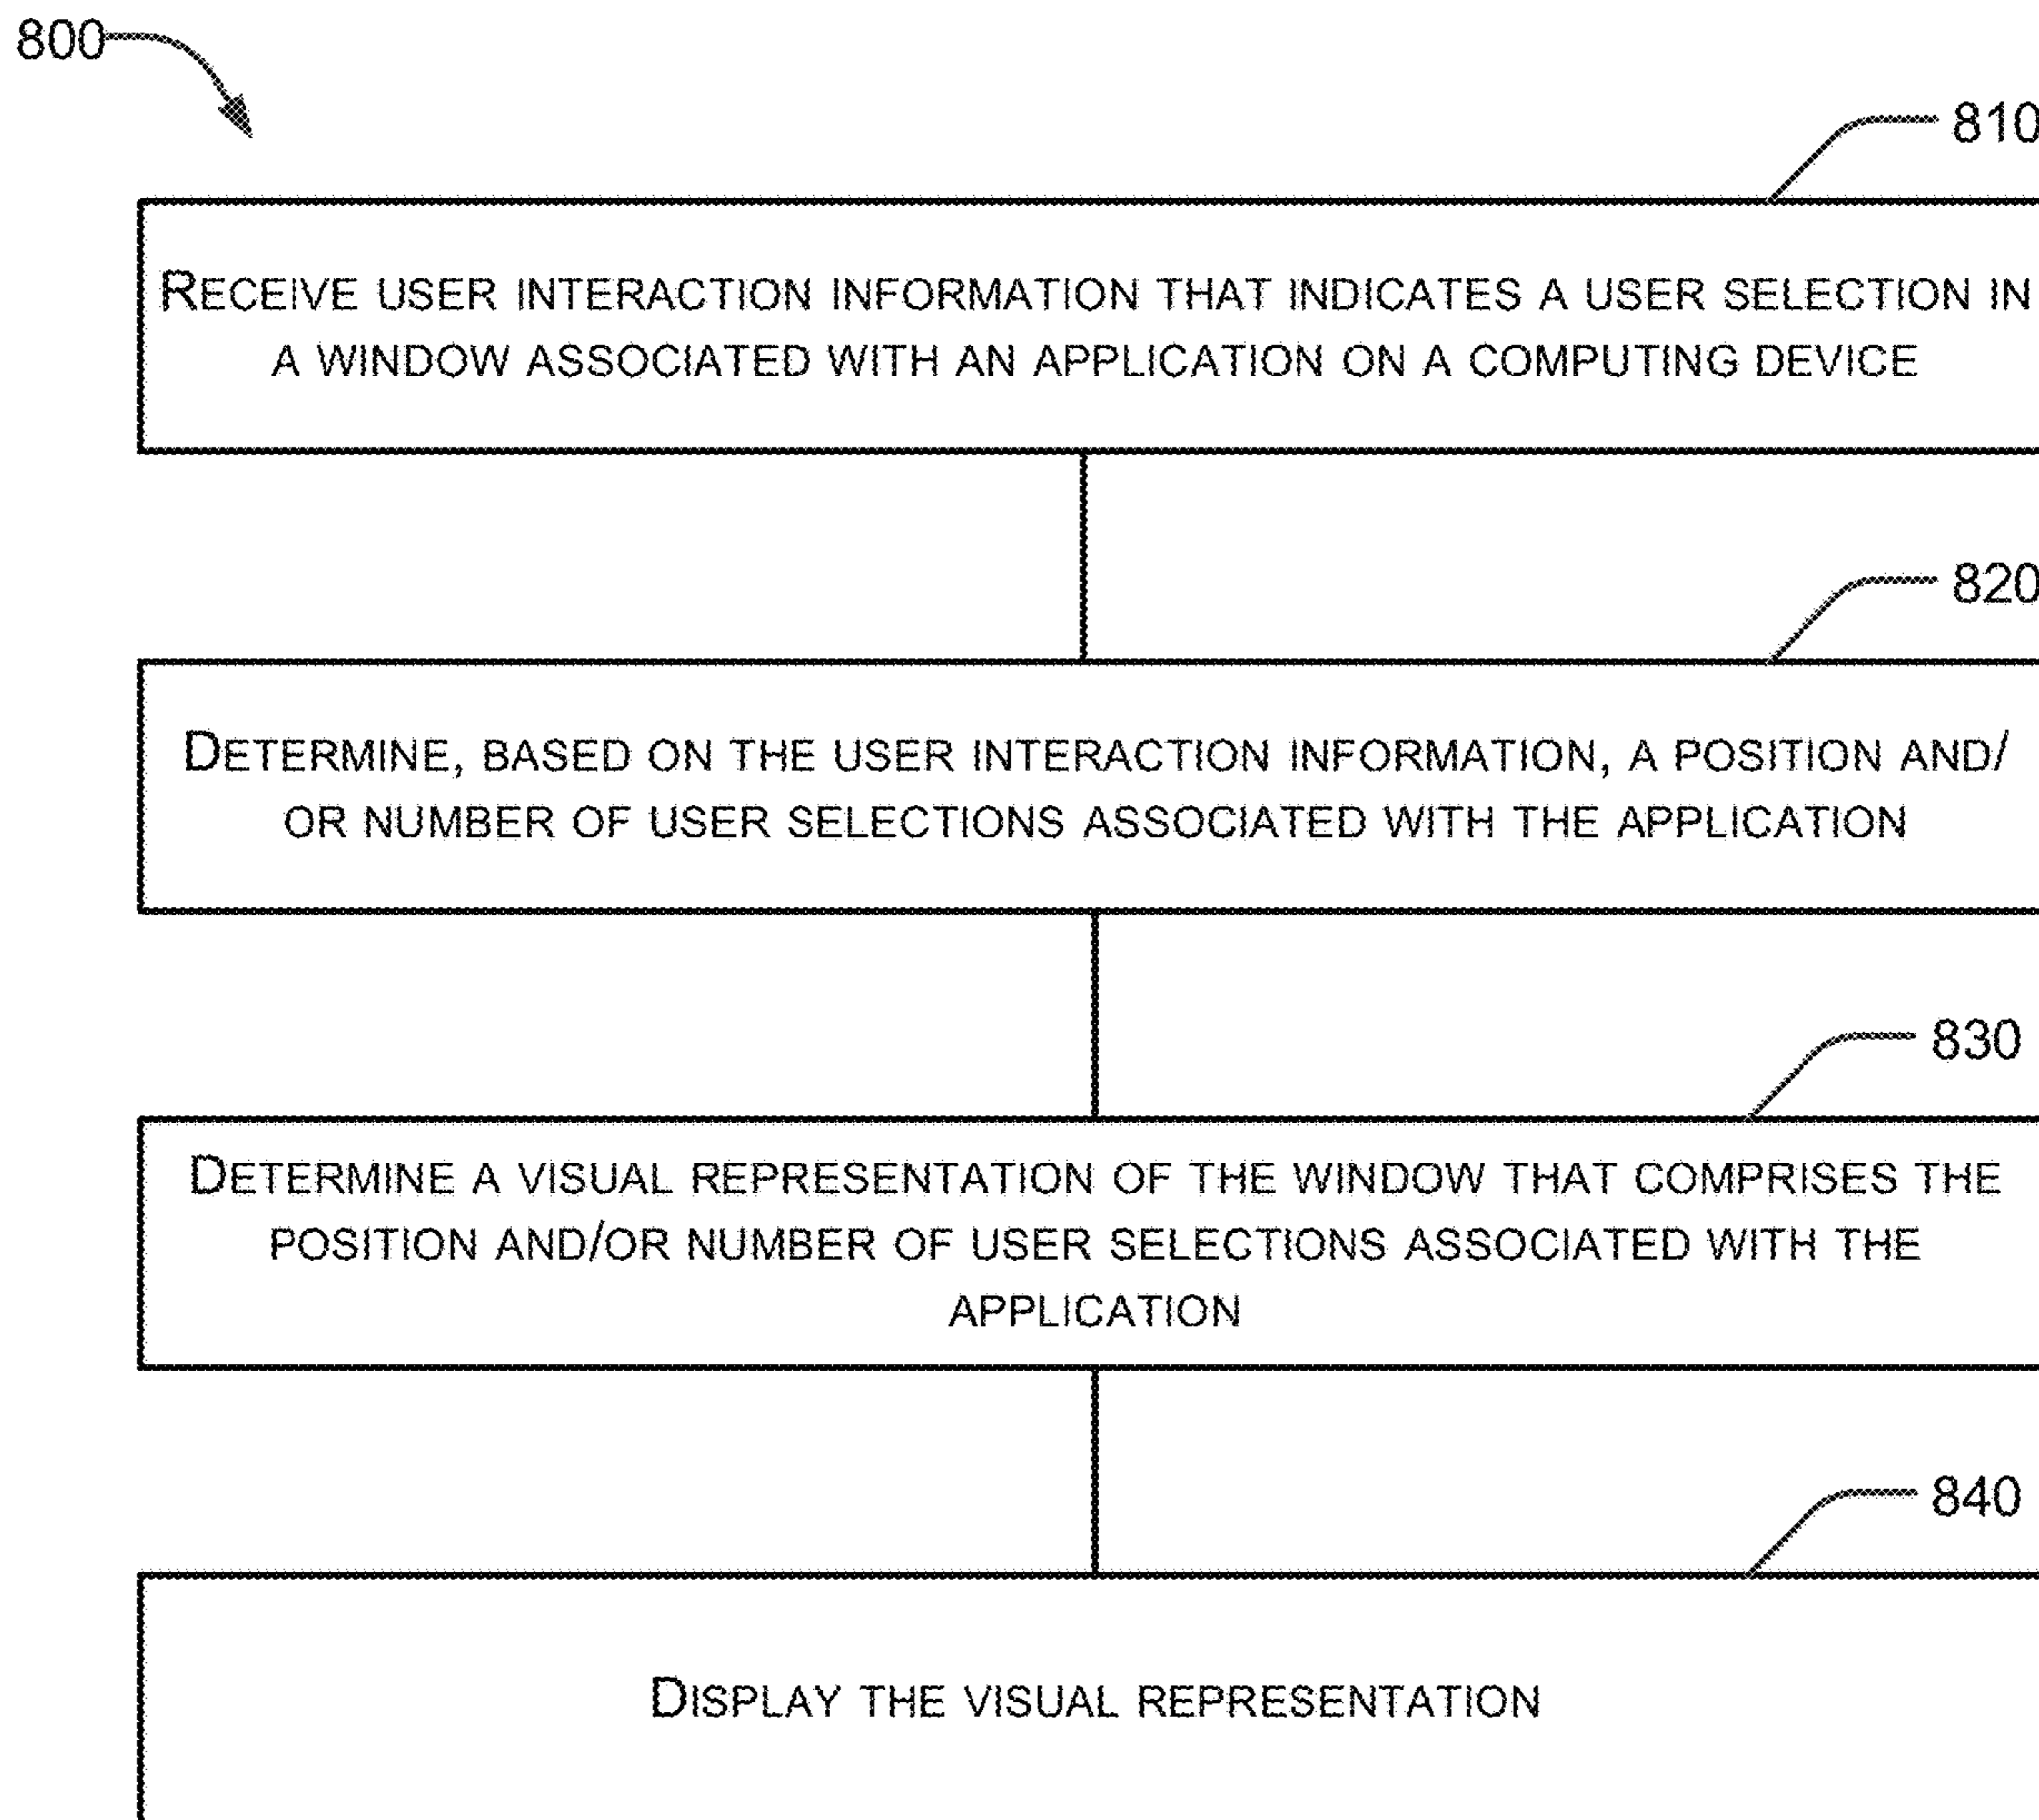 800
810
RECEIVE USER INTERACTION INFORMATION THAT INDICATES A USER SELECTION IN
A WINDOW ASSOCIATED WITH AN APPLICATION ON A COMPUTING DEVICE
820
DETERMINE, BASED ON THE USER INTERACTION INFORMATION, A POSITION AND/
OR NUMBER OF USER SELECTIONS ASSOCIATED WITH THE APPLICATION
830
DETERMINE A VISUAL REPRESENTATION OF THE WINDOW THAT COMPRISES THE
POSITION AND/OR NUMBER OF USER SELECTIONS ASSOCIATED WITH THE
APPLICATION
840
DISPLAY THE VISUAL REPRESENTATION